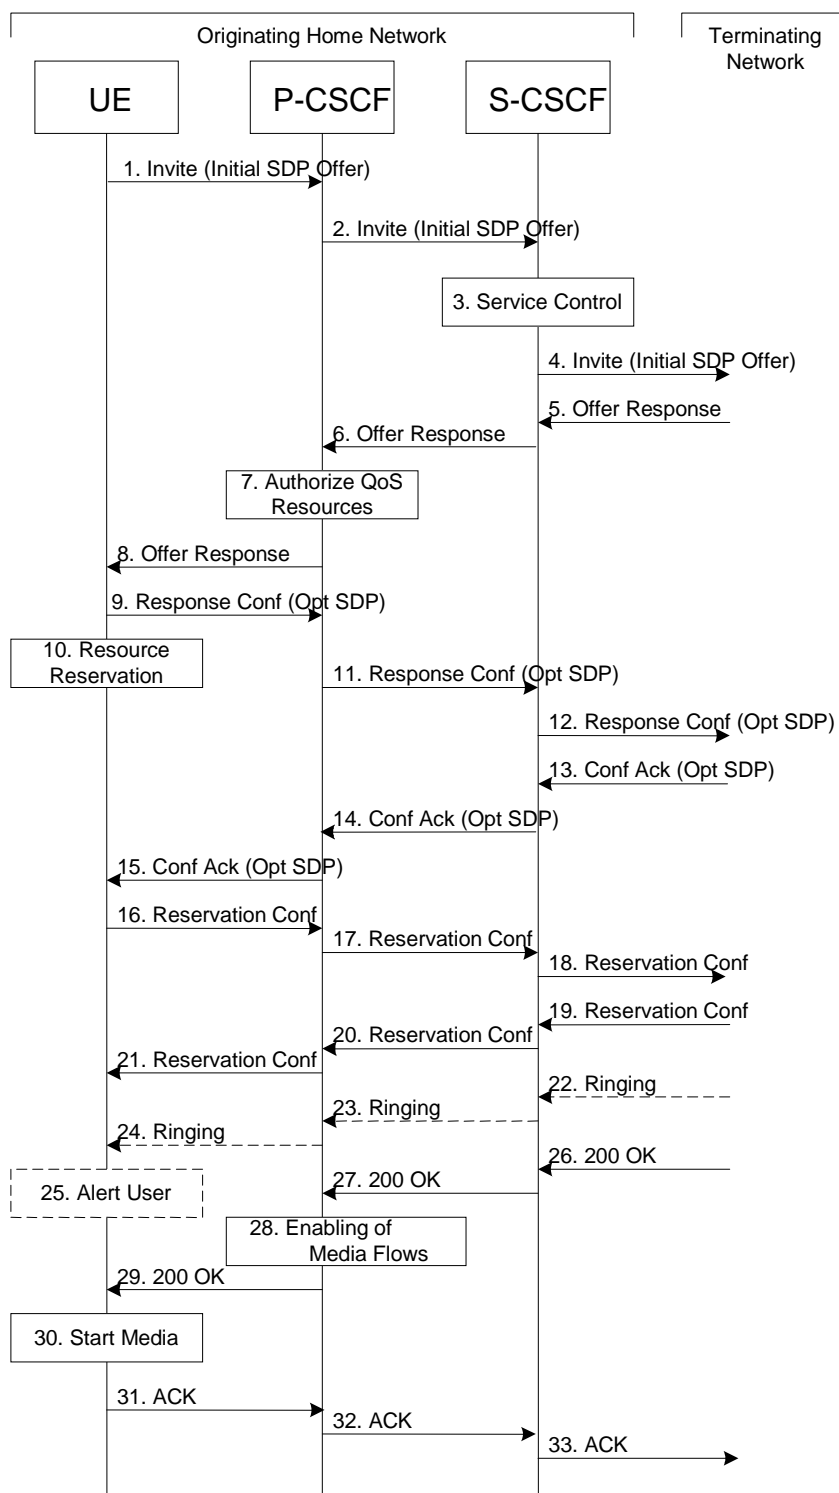 Originating Home Network
Terminating
Network
UE
P-CSCF
S-CSCF
1. Invite (Initial SDP Offer)
2. Invite (Initial SDP Offer)
3. Service Control
4. Invite (Initial SDP Offer)
5. Offer Response
6. Offer Response
7. Authorize QoS
Resources
8. Offer Response
9. Response Conf (Opt SDP)
10. Resource
Reservation
11. Response Conf (Opt SDP)
12. Response Conf (Opt SDP)
13. Conf Ack (Opt SDP)
14. Conf Ack (Opt SDP)
15. Conf Ack (Opt SDP)
16. Reservation Conf
17. Reservation Conf
18. Reservation Conf
19. Reservation Conf
20. Reservation Conf
21. Reservation Conf
22. Ringing
23. Ringing
24. Ringing
25. Alert User
26. 200 OK
27. 200 OK
28. Enabling of
Media Flows
29. 200 OK
30. Start Media
31. ACK
32. ACK
33. ACK